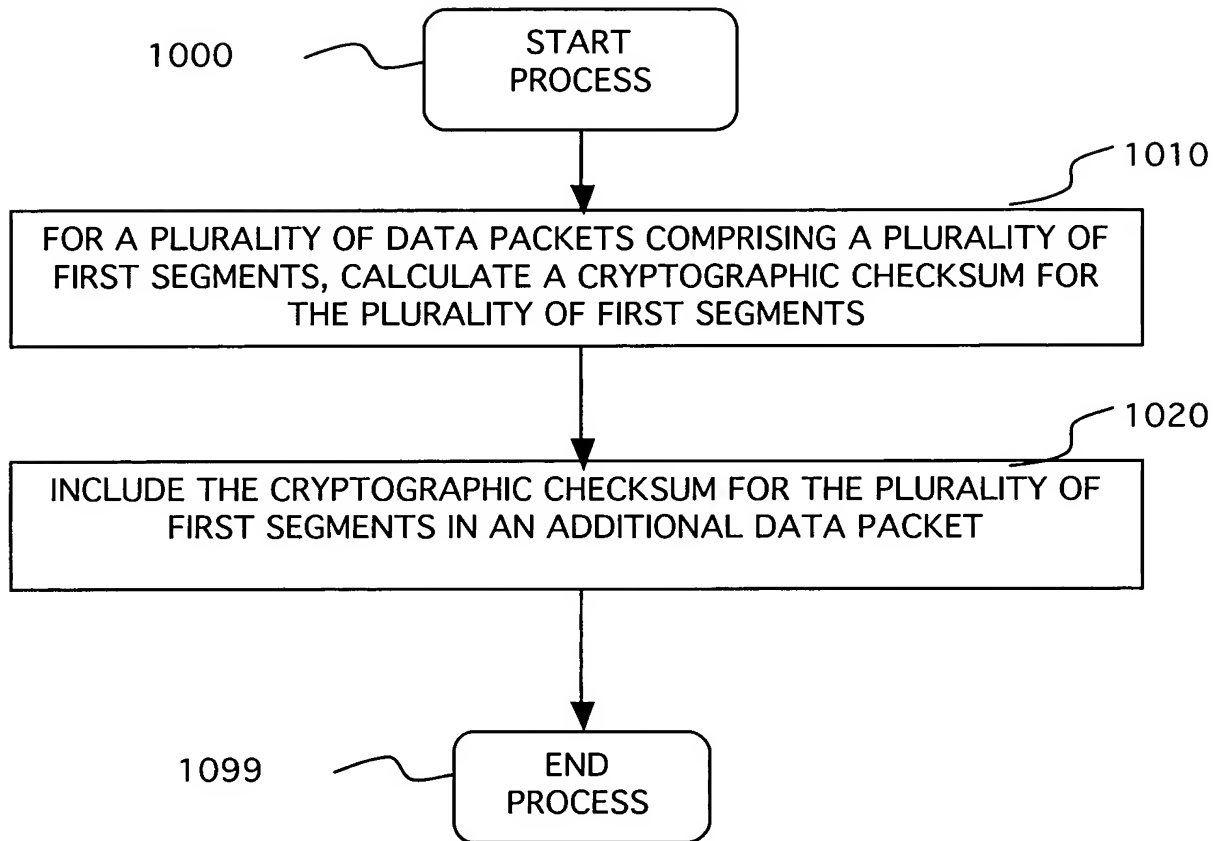 1000
START
PROCESS
1010
FOR A PLURALITY OF DATA PACKETS COMPRISING A PLURALITY OF
FIRST SEGMENTS, CALCULATE A CRYPTOGRAPHIC CHECKSUM FOR
THE PLURALITY OF FIRST SEGMENTS
1020
INCLUDE THE CRYPTOGRAPHIC CHECKSUM FOR THE PLURALITY OF
FIRST SEGMENTS IN AN ADDITIONAL DATA PACKET
1099
END
PROCESS